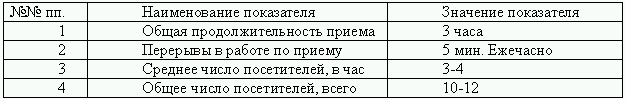 №№ пп. Наименование показателя Значение показателя
1 Общая продолжительность приема 3 часа
2 Перерывы в работе по приему 5 мин. Ежечасно
3 Среднее число посетителей, в час 3-4
4 Общее число посетителей, всего 10-12